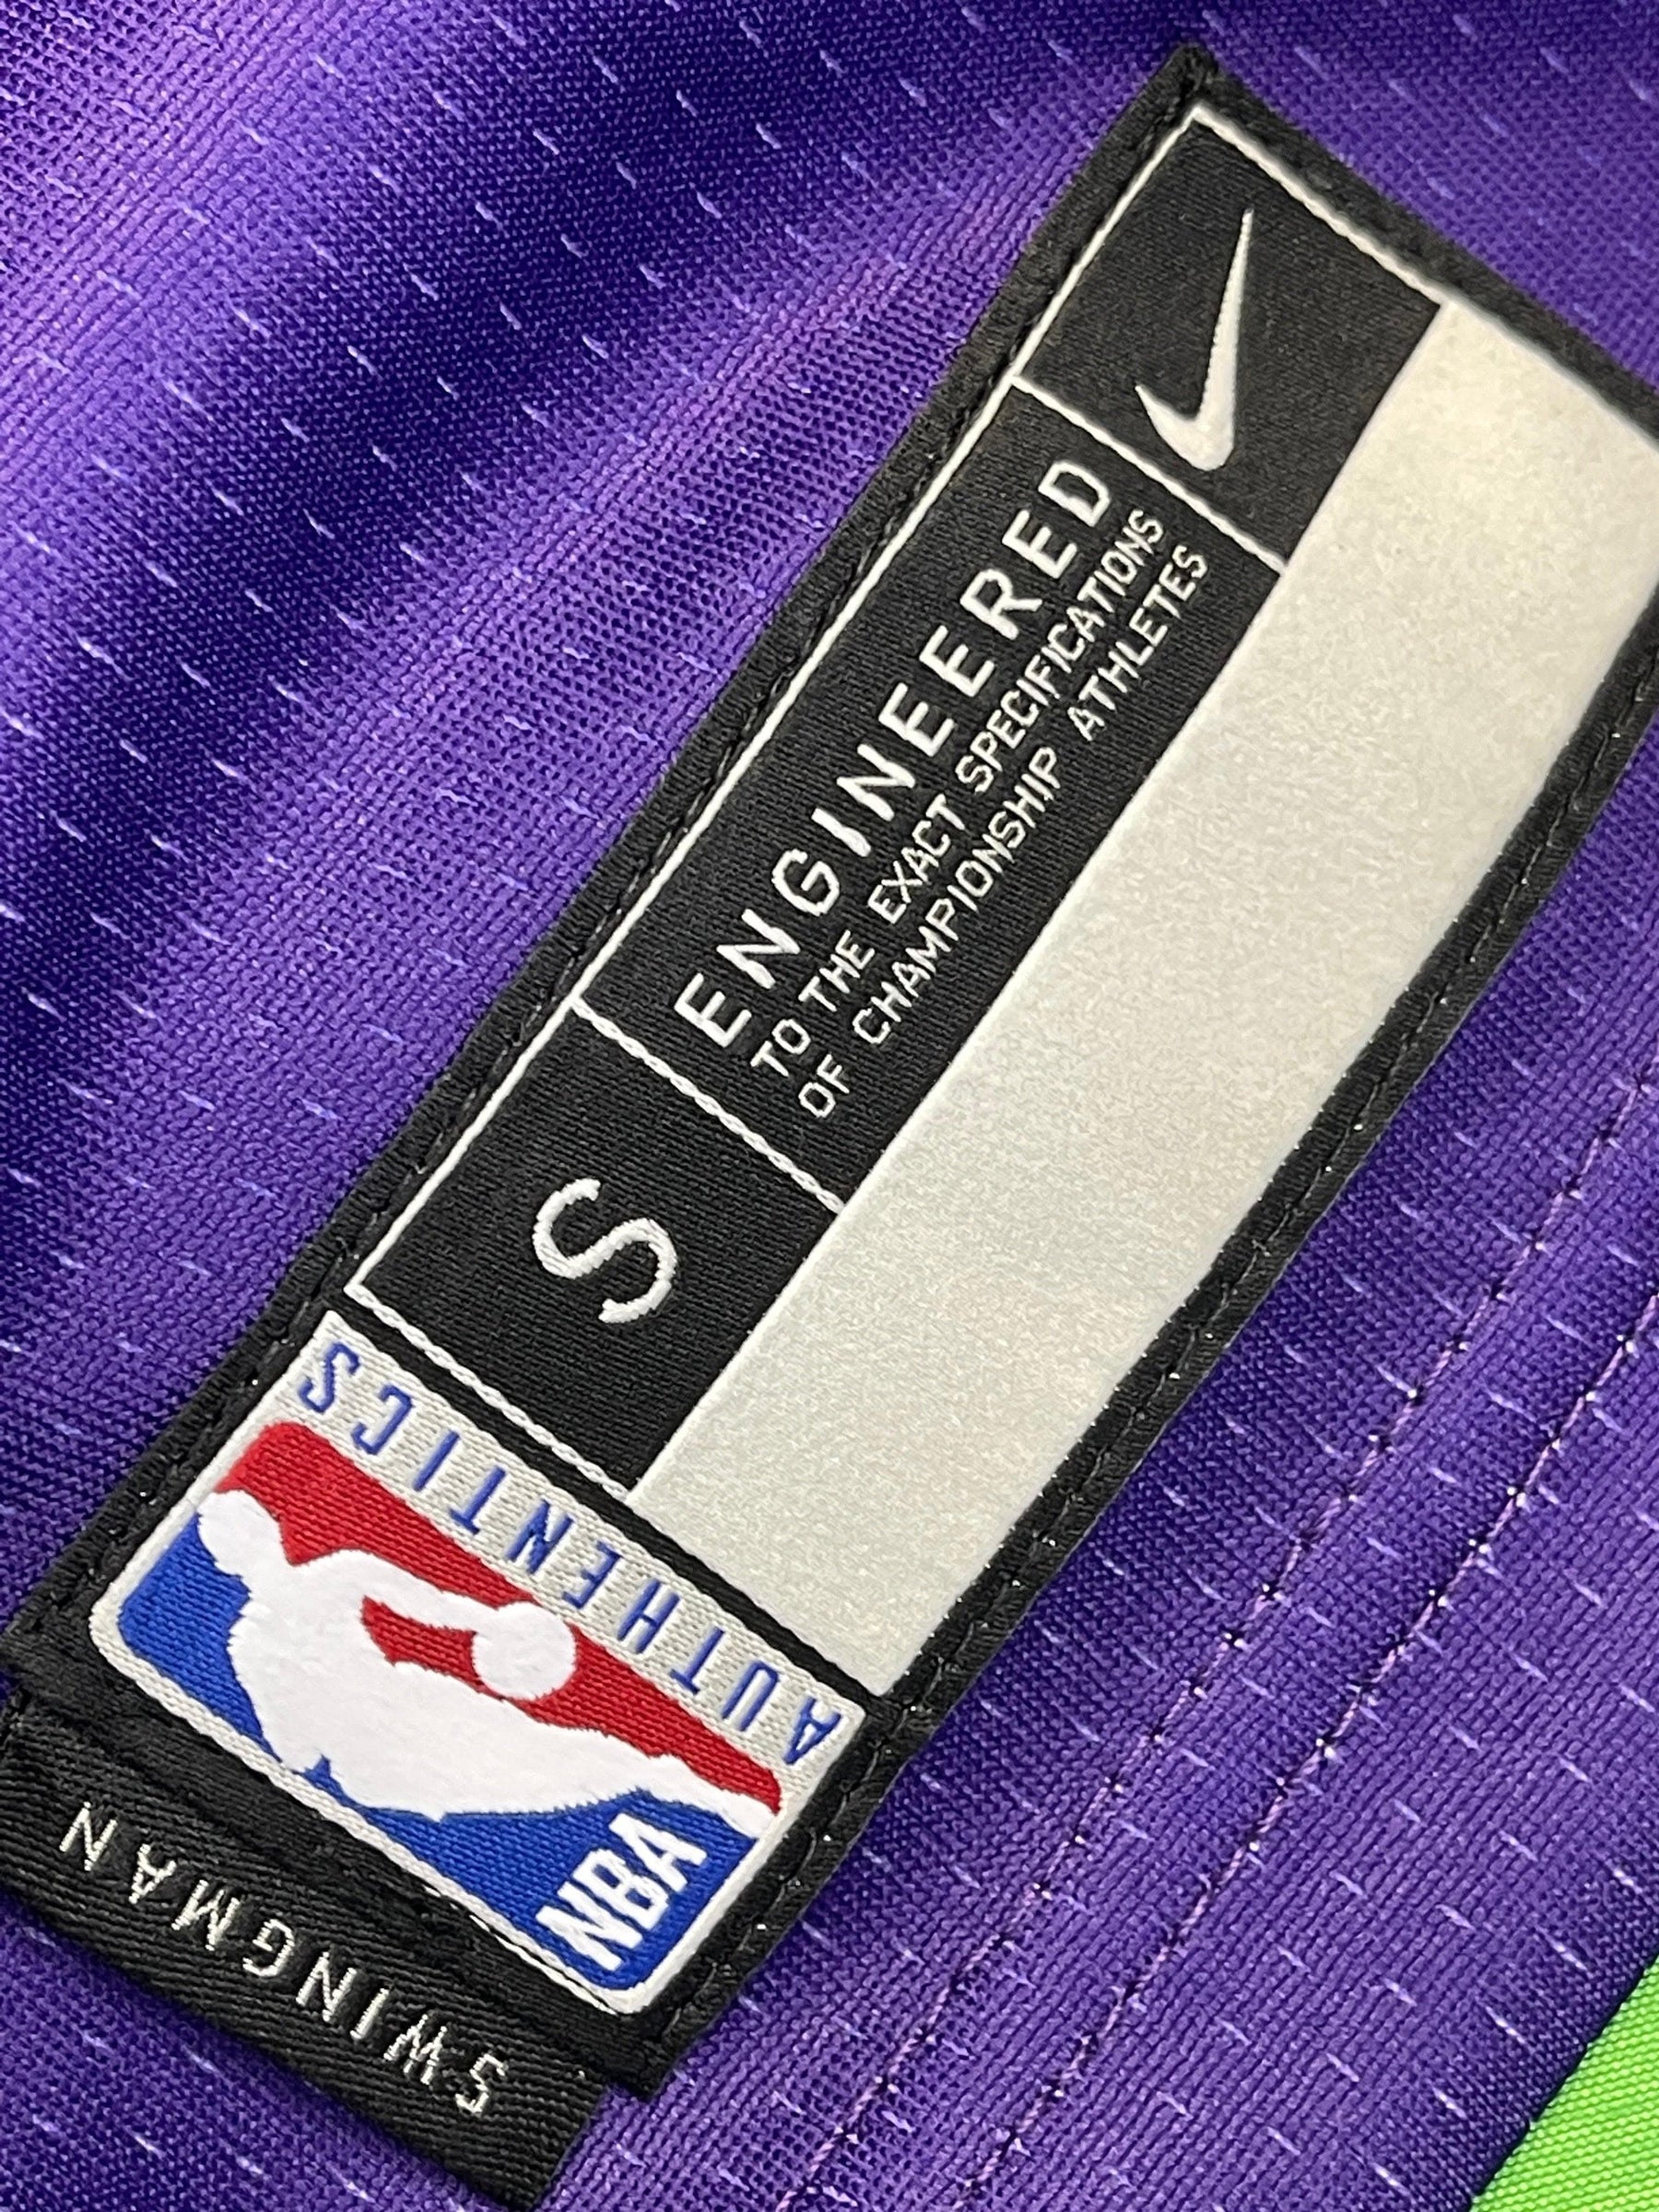 ENGINEERED
TO THE EXACT SPECIFICATIONS
OF CHAMPIONSHIP ATHLETES
S
AUTHENTICS
NBA
SWINGMAN